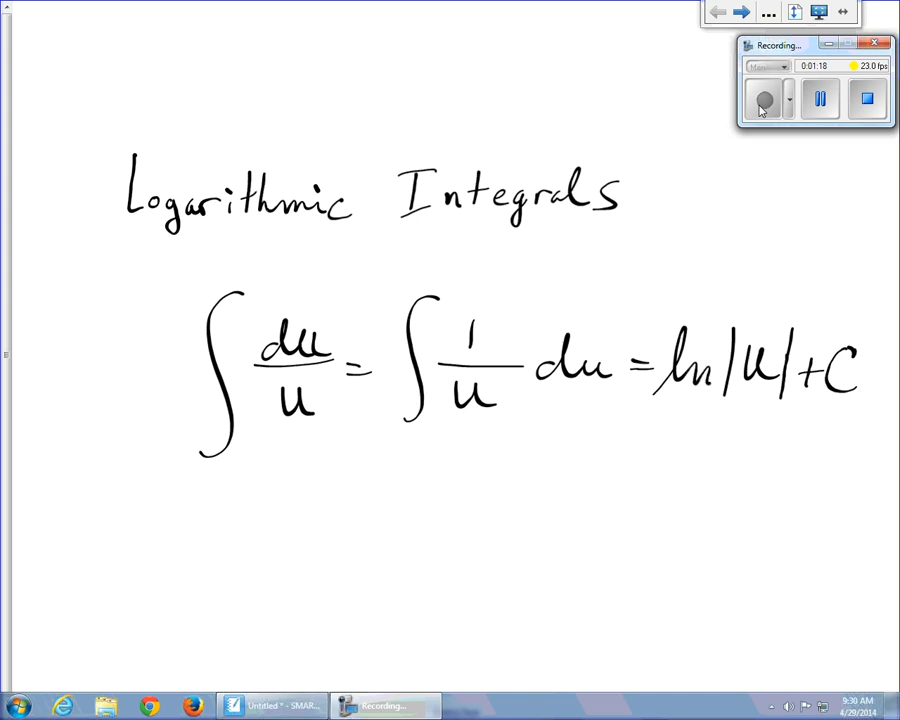 Recording...
0:01:18
23.0 fps
Logarithmic Integrals
∫ du/u = ∫ 1/u du = ln|u| + C
Untitled * - SMAR...
Recording...
9:30 AM
4/29/2014